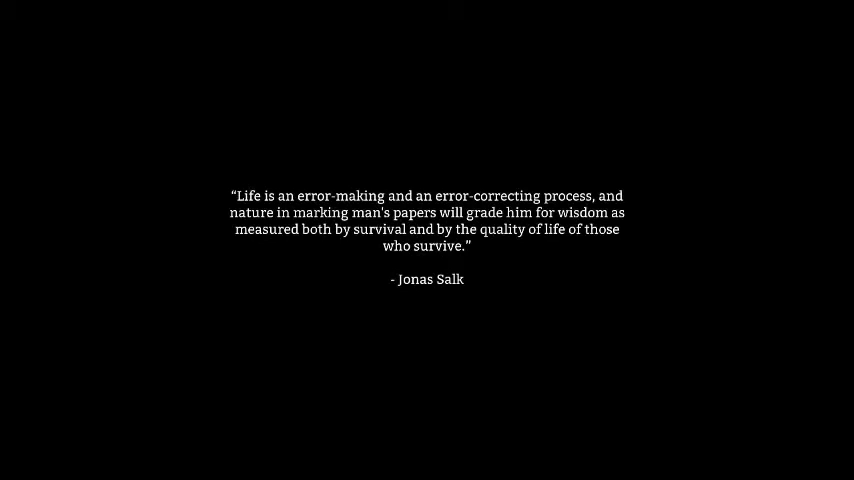 “Life is an error-making and an error-correcting process, and
nature in marking man's papers will grade him for wisdom as
measured both by survival and by the quality of life of those
who survive.”
- Jonas Salk